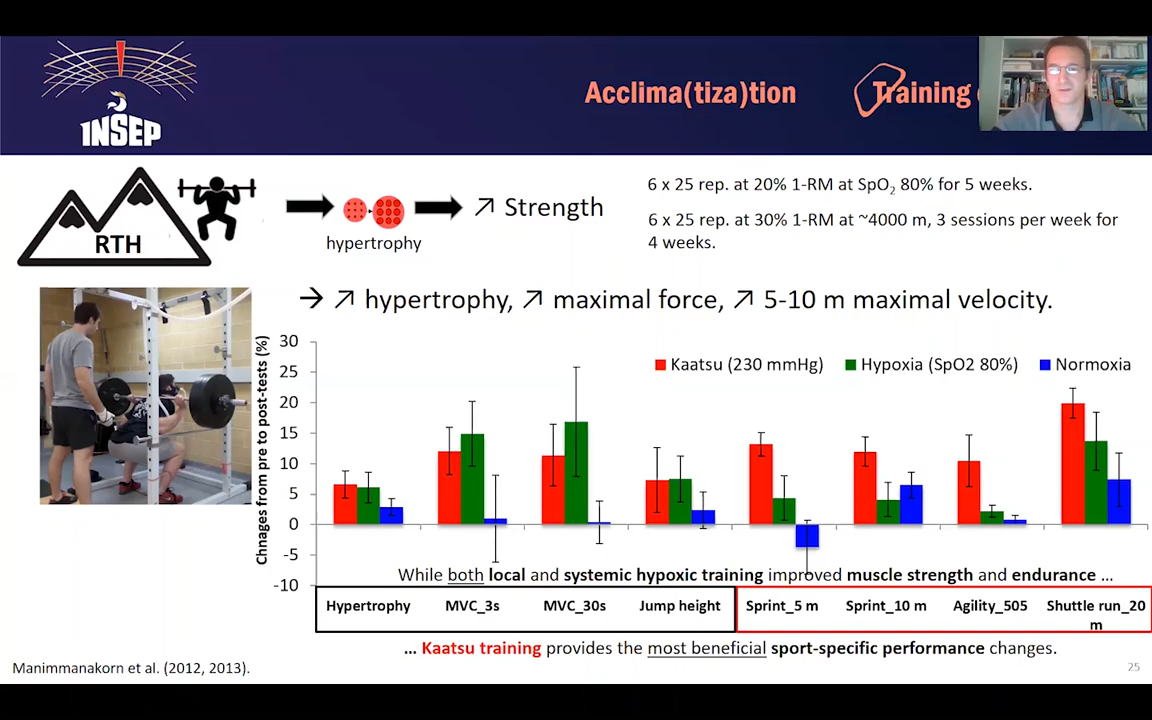 INSEP
Acclima(tiza)tion
Training
RTH
hypertrophy
↗ Strength
6 x 25 rep. at 20% 1-RM at SpO2 80% for 5 weeks.
6 x 25 rep. at 30% 1-RM at ~4000 m, 3 sessions per week for
4 weeks.
→ ↗ hypertrophy, ↗ maximal force, ↗ 5-10 m maximal velocity.
Chnages from pre to post-tests (%)
30
25
20
15
10
5
0
-5
-10
Kaatsu (230 mmHg)
Hypoxia (SpO2 80%)
Normoxia
While both local and systemic hypoxic training improved muscle strength and endurance ...
Hypertrophy
MVC_3s
MVC_30s
Jump height
Sprint_5 m
Sprint_10 m
Agility_505
Shuttle run_20
m
... Kaatsu training provides the most beneficial sport-specific performance changes.
Manimmanakorn et al. (2012, 2013).
25